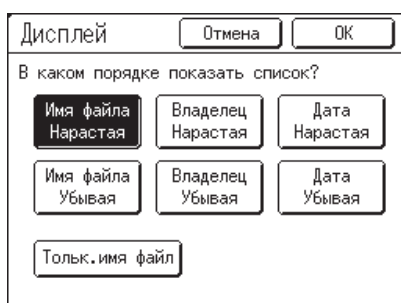 Дисплей Отмена OK
В каком порядке показать список?
Имя файла Владелец Дата
Нарастая Нарастая Нарастая
Имя файла Владелец Дата
Убывая Убывая Убывая
Тольк.имя файл